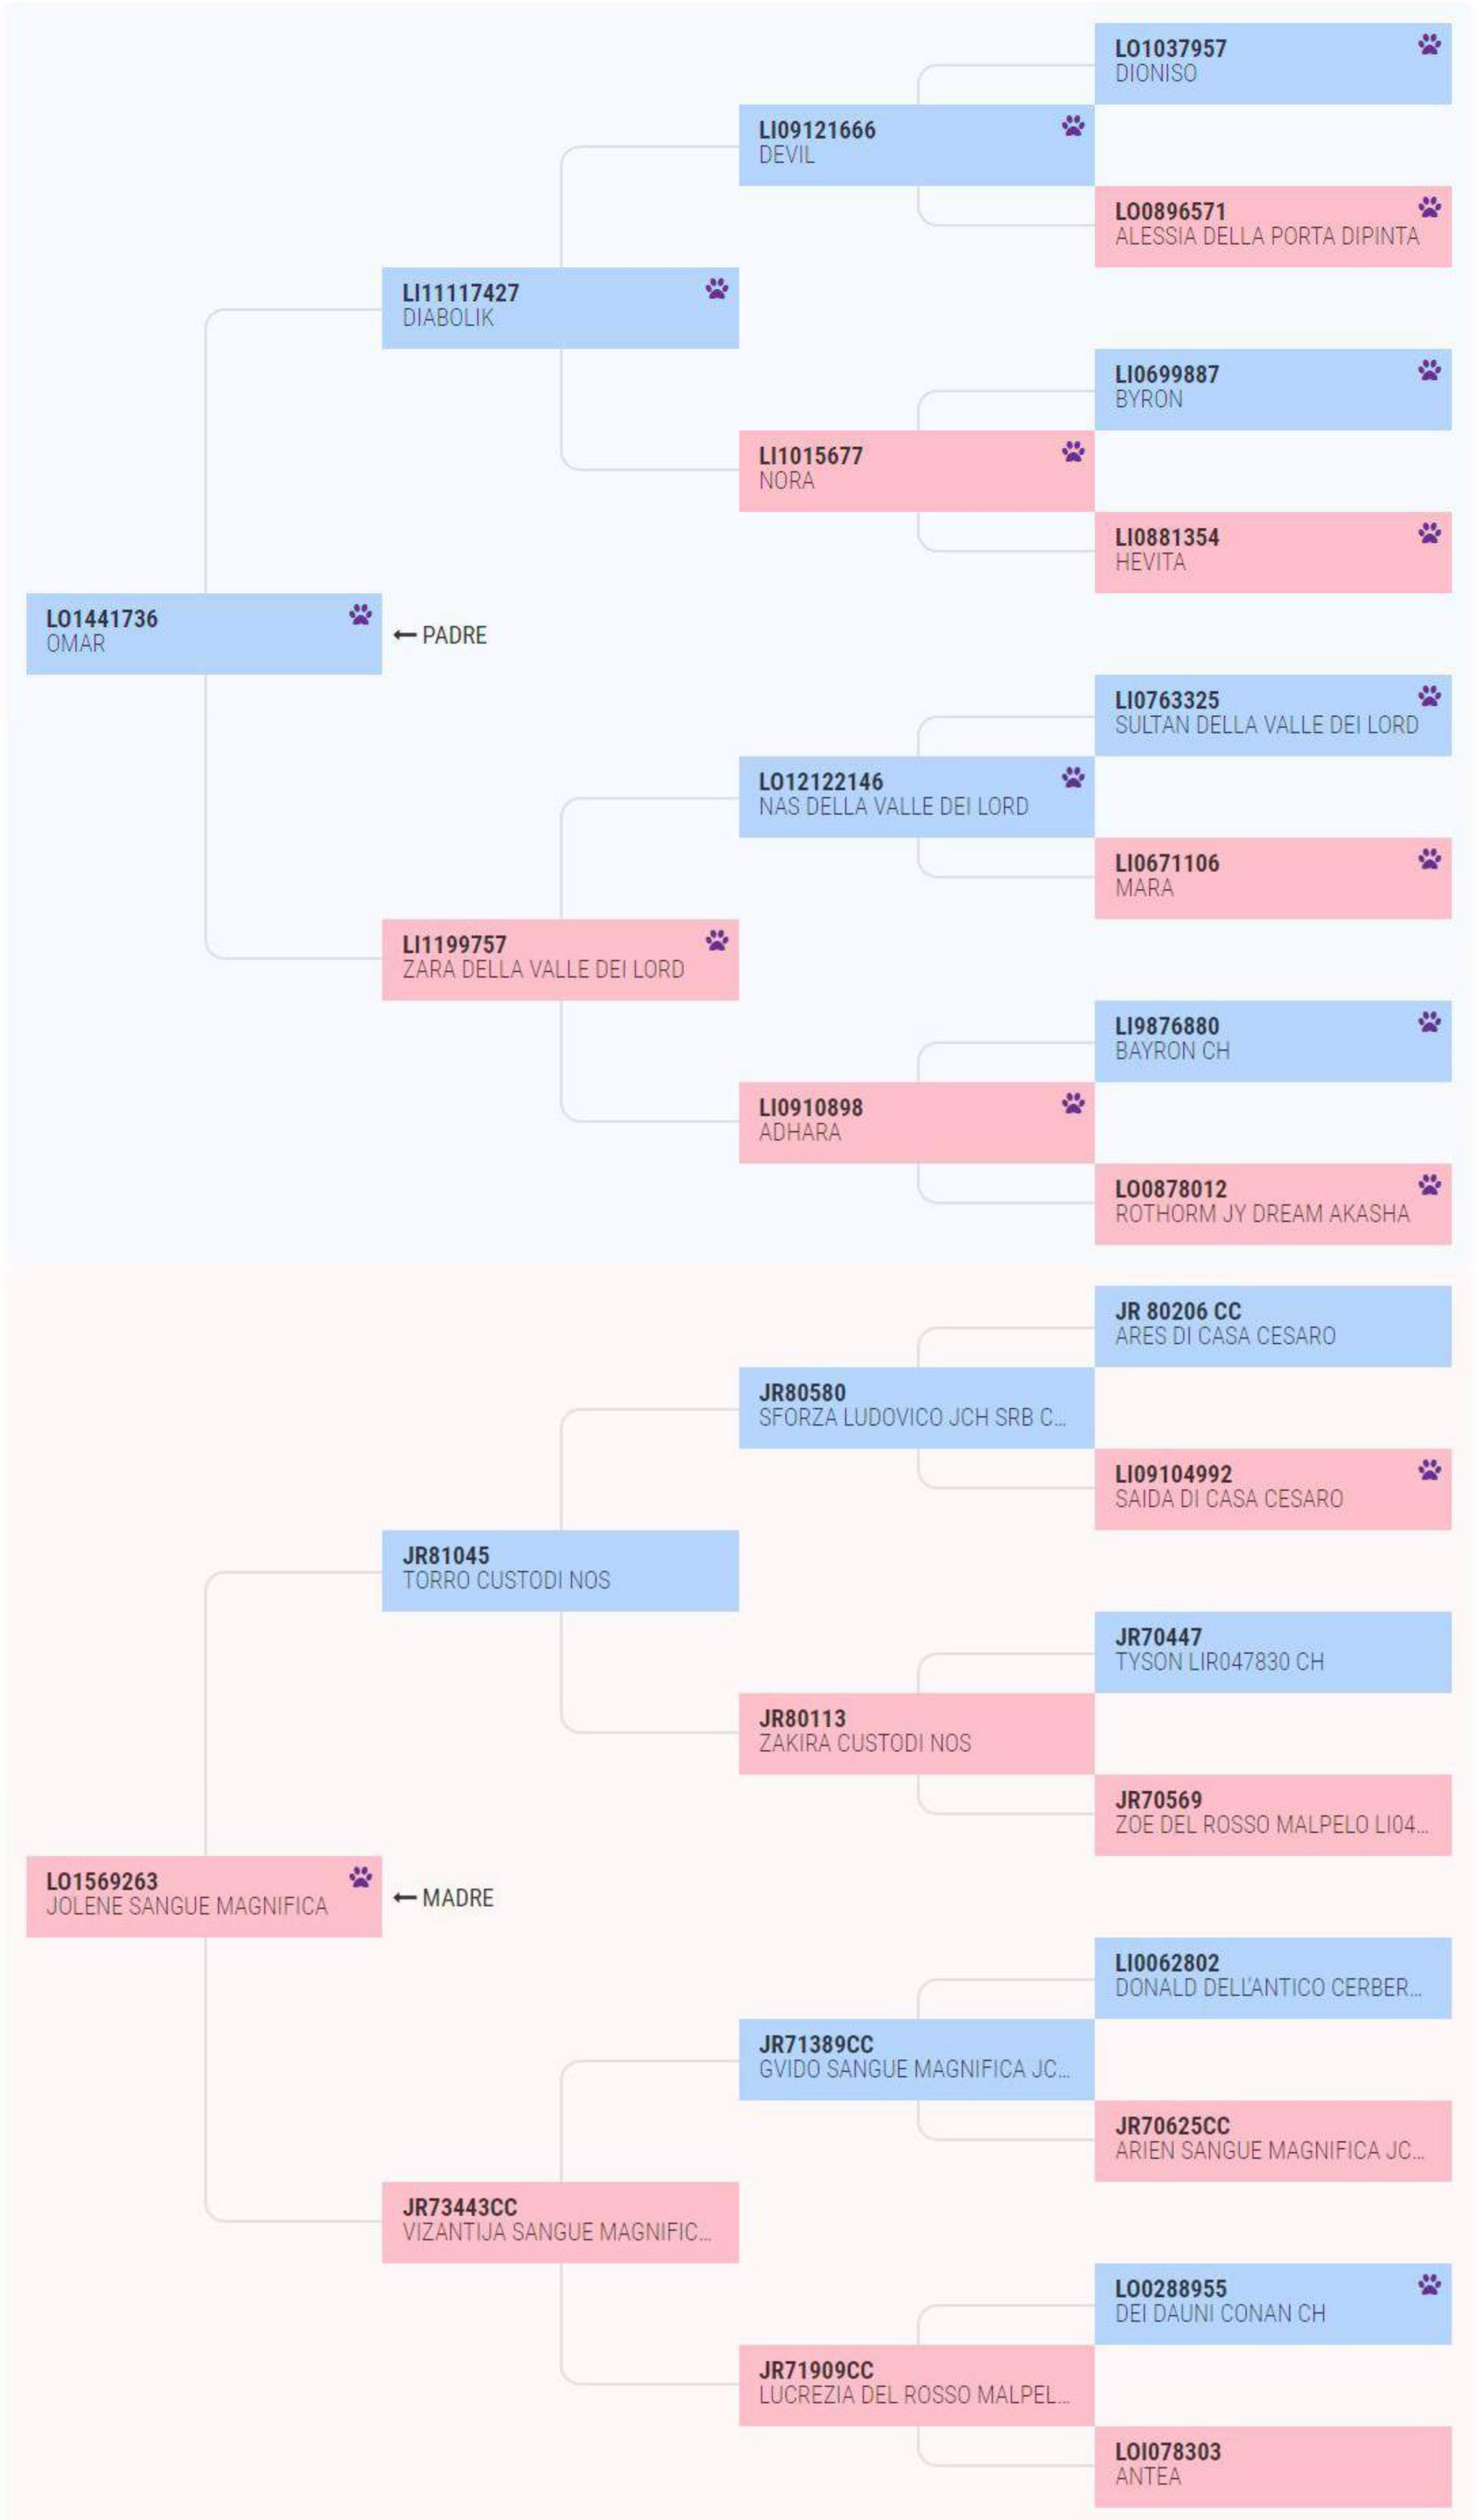 LO1037957
DIONISO
LI09121666
DEVIL
LO0896571
ALESSIA DELLA PORTA DIPINTA
LI11117427
DIABOLIK
LI0699887
BYRON
LI1015677
NORA
LI0881354
HEVITA
LO1441736
OMAR
← PADRE
LI0763325
SULTAN DELLA VALLE DEI LORD
LO12122146
NAS DELLA VALLE DEI LORD
LI0671106
MARA
LI1199757
ZARA DELLA VALLE DEI LORD
LI9876880
BAYRON CH
LI0910898
ADHARA
LO0878012
ROTHORM JY DREAM AKASHA
JR 80206 CC
ARES DI CASA CESARO
JR80580
SFORZA LUDOVICO JCH SRB C...
LI09104992
SAIDA DI CASA CESARO
JR81045
TORRO CUSTODI NOS
JR70447
TYSON LIR047830 CH
JR80113
ZAKIRA CUSTODI NOS
JR70569
ZOE DEL ROSSO MALPELO LI04...
LO1569263
JOLENE SANGUE MAGNIFICA
← MADRE
LI0062802
DONALD DELL'ANTICO CERBER...
JR71389CC
GVIDO SANGUE MAGNIFICA JC...
JR70625CC
ARIEN SANGUE MAGNIFICA JC...
JR73443CC
VIZANTIJA SANGUE MAGNIFIC...
LO0288955
DEI DAUNI CONAN CH
JR71909CC
LUCREZIA DEL ROSSO MALPEL...
LOI078303
ANTEA